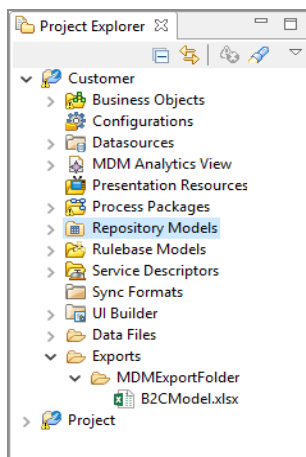 Project Explorer
Customer
Business Objects
Configurations
Datasources
MDM Analytics View
Presentation Resources
Process Packages
Repository Models
Rulebase Models
Service Descriptors
Sync Formats
UI Builder
Data Files
Exports
MDMExportFolder
B2CModel.xlsx
Project